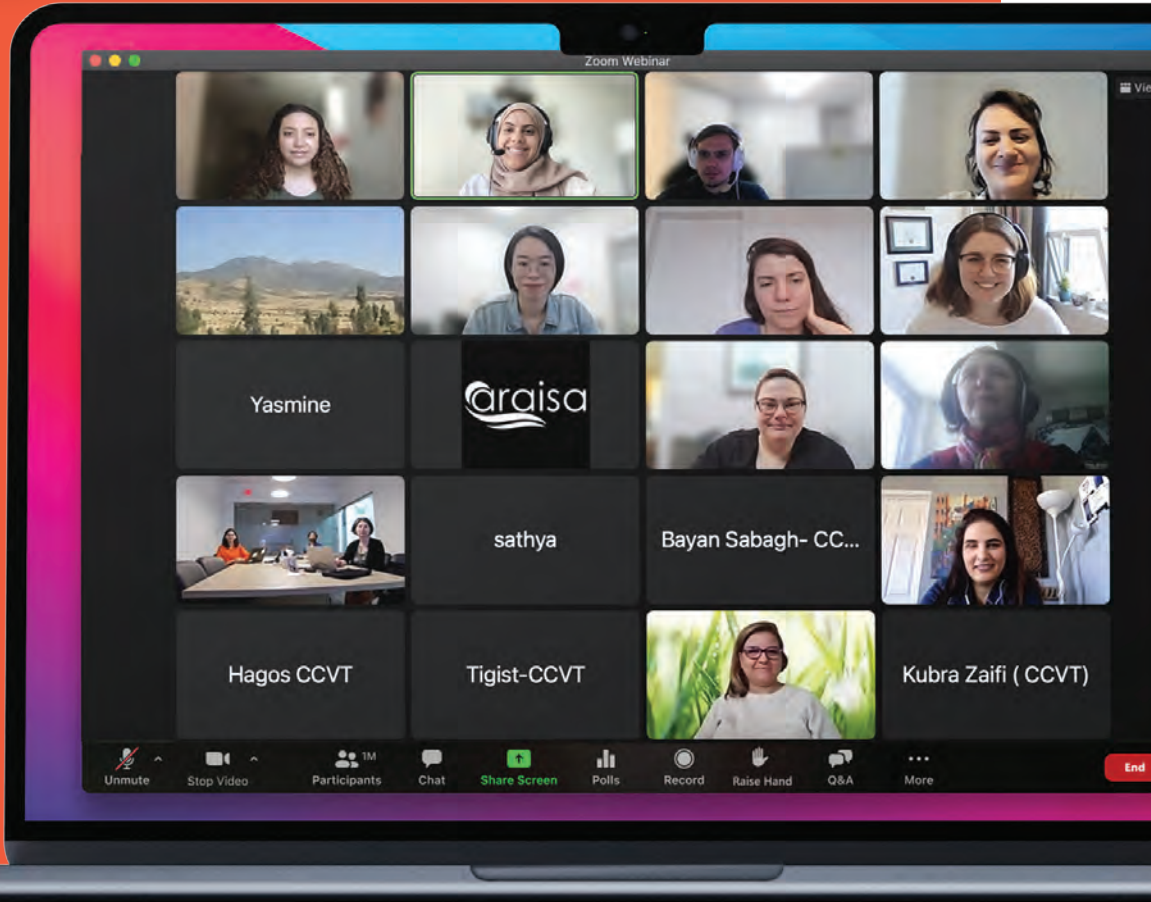 Zoom Webinar
Vie
Yasmine
araisa
sathya
Bayan Sabagh- CC...
Hagos CCVT
Tigist-CCVT
Kubra Zaifi ( CCVT)
1M
Unmute
Stop Video
Participants
Chat
Share Screen
Polls
Record
Raise Hand
Q&A
More
End